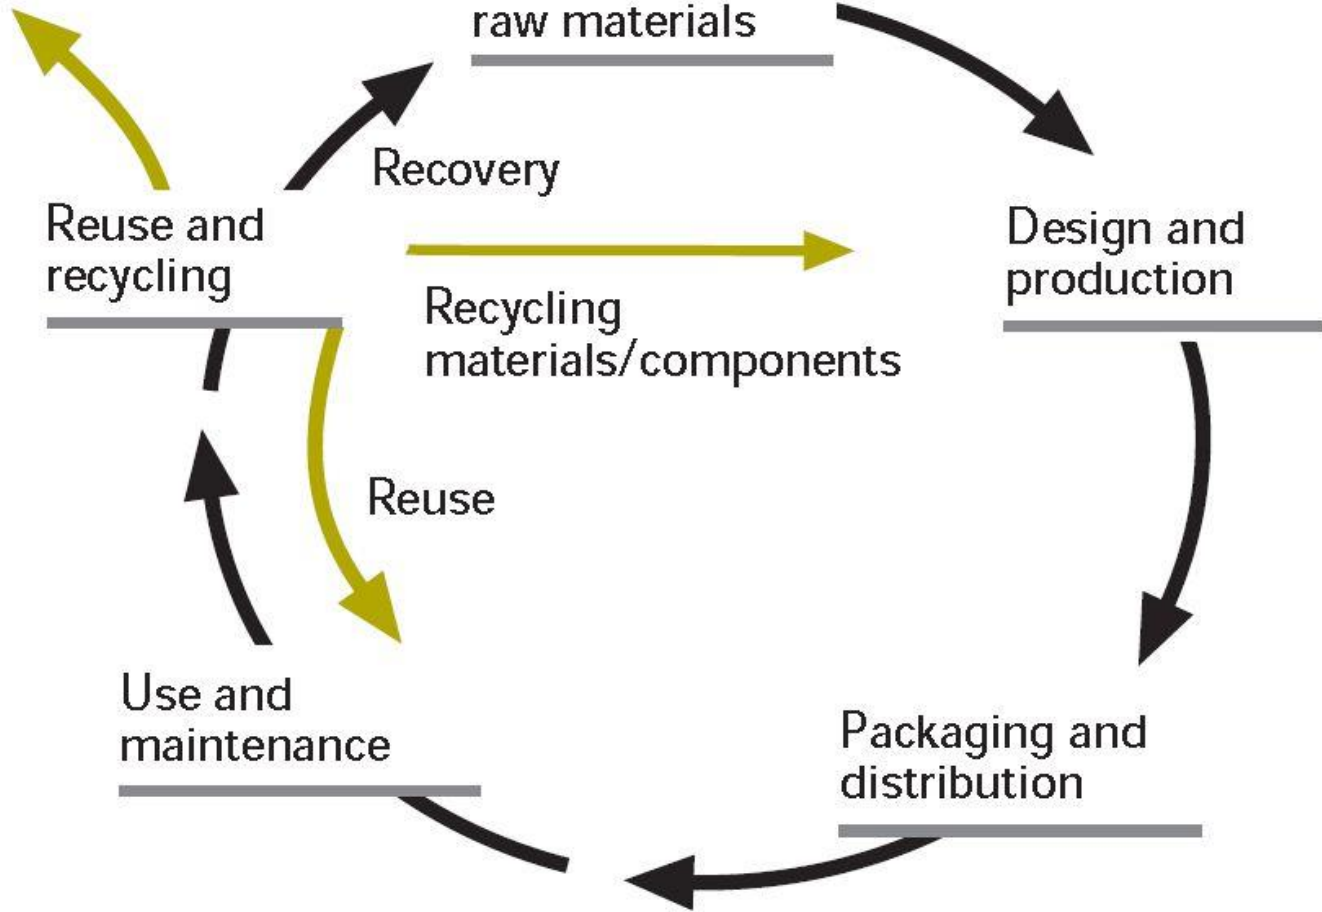 raw materials
Recovery
Reuse and
recycling
Design and
production
Recycling
materials/components
Reuse
Use and
maintenance
Packaging and
distribution